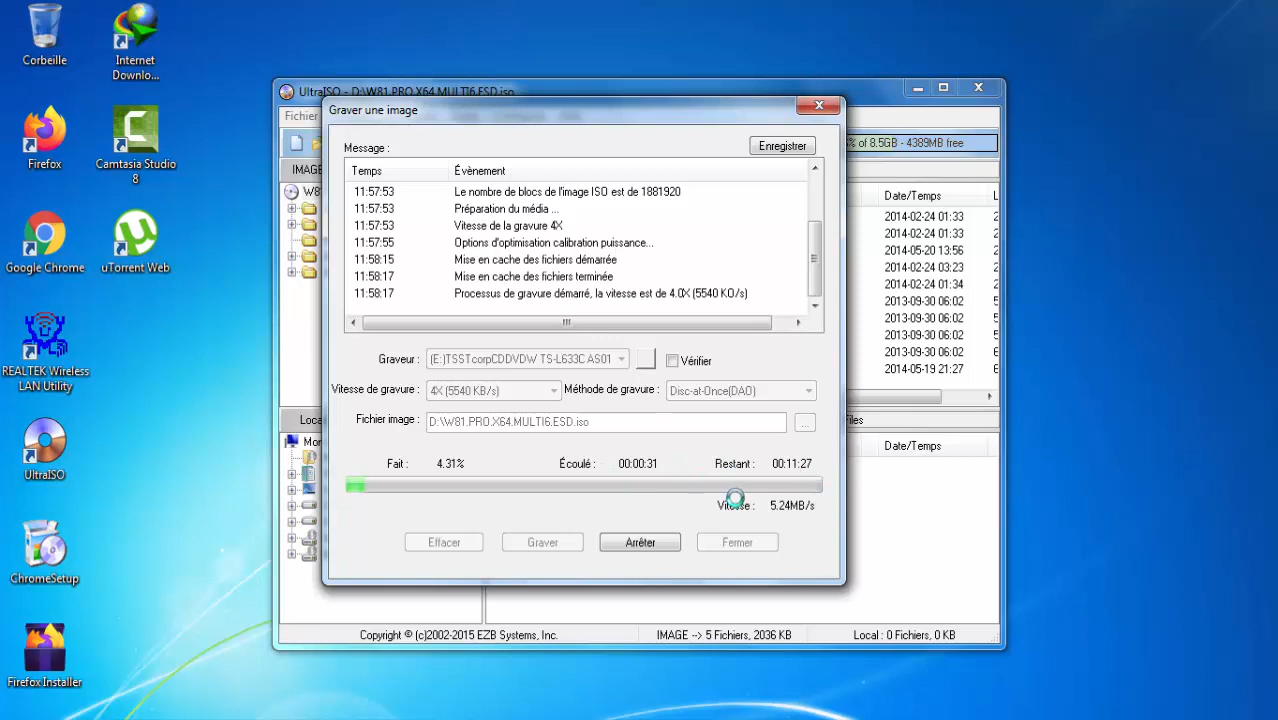 Corbeille
Internet
Downlo...
Firefox
Camtasia Studio
8
Google Chrome
uTorrent Web
REALTEK Wireless
LAN Utility
UltraISO
ChromeSetup
Firefox Installer
UltraISO - D:\W81.PRO.X64.MULTI6.ESD.iso
Fichier
% of 8.5GB - 4389MB free
IMAGE
W8
Date/Temps
2014-02-24 01:33
2014-02-24 01:33
2014-05-20 13:56
2014-02-24 03:23
2014-02-24 01:34
2013-09-30 06:02
2013-09-30 06:02
2013-09-30 06:02
2013-09-30 06:02
2014-05-19 21:27
Loca
Files
Mon
Date/Temps
Graver une image
Message :
Enregistrer
Temps Évènement
11:57:53 Le nombre de blocs de l'image ISO est de 1881920
11:57:53 Préparation du média ...
11:57:53 Vitesse de la gravure 4X
11:57:55 Options d'optimisation calibration puissance...
11:58:15 Mise en cache des fichiers démarrée
11:58:17 Mise en cache des fichiers terminée
11:58:17 Processus de gravure démarré, la vitesse est de 4.0X (5540 KO/s)
Graveur : (E:)TSSTcorpCDDVDW TS-L633C AS01 Vérifier
Vitesse de gravure : 4X (5540 KB/s) Méthode de gravure : Disc-at-Once(DAO)
Fichier image : D:\W81.PRO.X64.MULTI6.ESD.iso ...
Fait : 4.31% Écoulé : 00:00:31 Restant : 00:11:27
Vitesse : 5.24MB/s
Effacer Graver Arrêter Fermer
Copyright © (c)2002-2015 EZB Systems, Inc. IMAGE --> 5 Fichiers, 2036 KB Local : 0 Fichiers, 0 KB